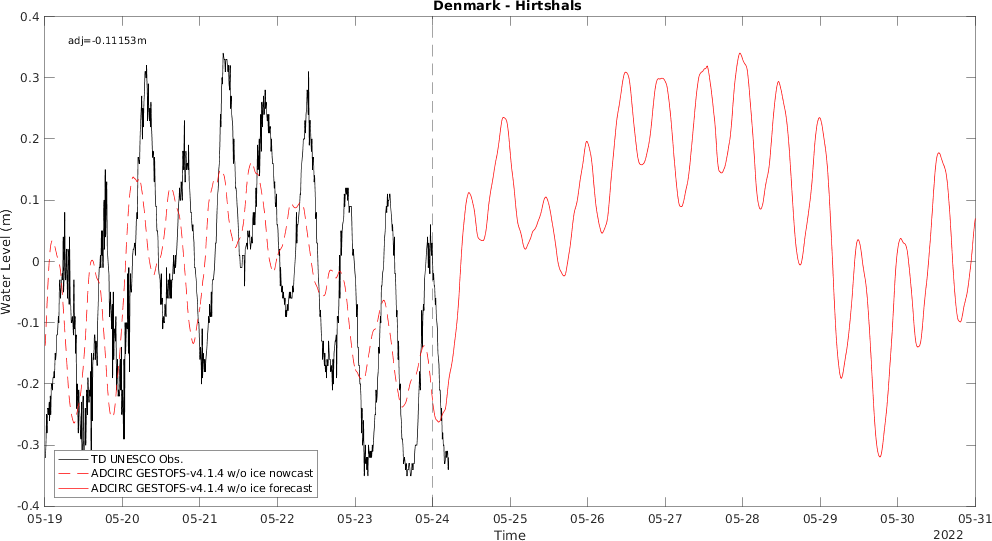 Denmark - Hirtshals
adj=-0.11153m
Water Level (m)
0.4
0.3
0.2
0.1
0
-0.1
-0.2
-0.3
-0.4
TD UNESCO Obs.
ADCIRC GESTOFS-v4.1.4 w/o ice nowcast
ADCIRC GESTOFS-v4.1.4 w/o ice forecast
05-19 05-20 05-21 05-22 05-23 05-24 05-25 05-26 05-27 05-28 05-29 05-30 05-31
Time
2022